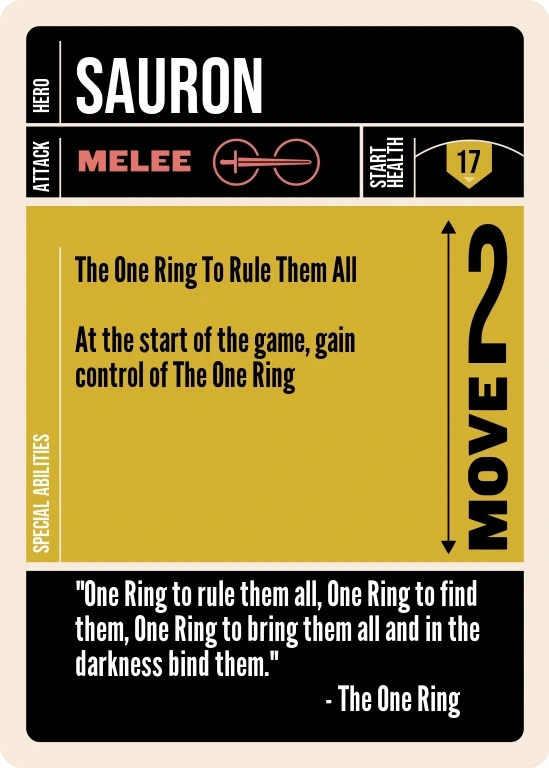 HERO
SAURON
ATTACK
MELEE
START
HEALTH
17
The One Ring To Rule Them All
At the start of the game, gain
control of The One Ring
SPECIAL ABILITIES
MOVE 2
"One Ring to rule them all, One Ring to find
them, One Ring to bring them all and in the
darkness bind them."
- The One Ring